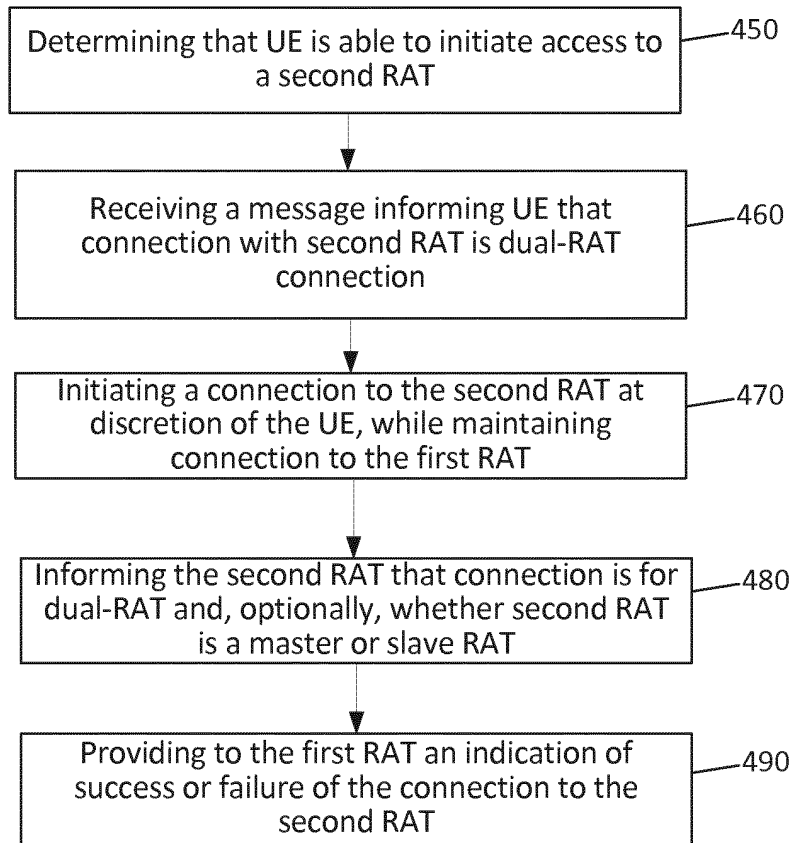 Determining that UE is able to initiate access to
a second RAT
450
Receiving a message informing UE that
connection with second RAT is dual-RAT
connection
460
Initiating a connection to the second RAT at
discretion of the UE, while maintaining
connection to the first RAT
470
Informing the second RAT that connection is for
dual-RAT and, optionally, whether second RAT
is a master or slave RAT
480
Providing to the first RAT an indication of
success or failure of the connection to the
second RAT
490